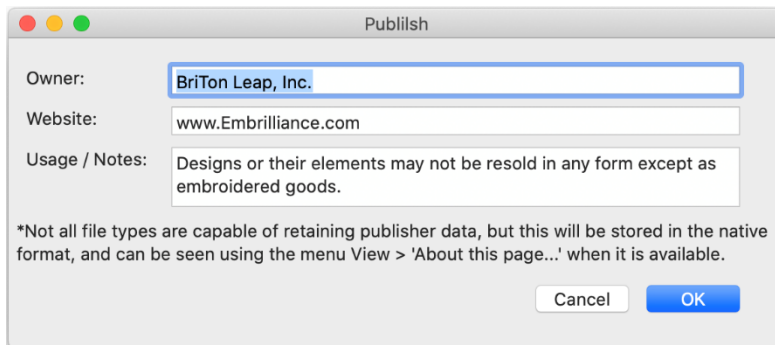 Publilsh
Owner:
BriTon Leap, Inc.
Website:
www.Embrilliance.com
Usage / Notes:
Designs or their elements may not be resold in any form except as
embroidered goods.
*Not all file types are capable of retaining publisher data, but this will be stored in the native
format, and can be seen using the menu View > 'About this page...' when it is available.
Cancel
OK